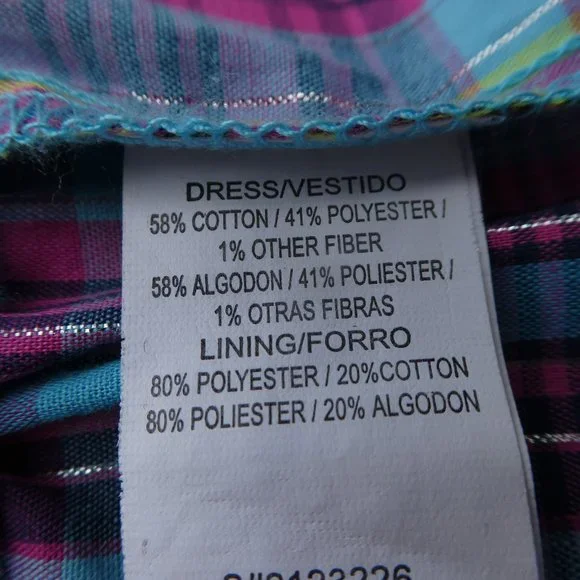 DRESS/VESTIDO
58% COTTON / 41% POLYESTER /
1% OTHER FIBER
58% ALGODON / 41% POLIESTER /
1% OTRAS FIBRAS
LINING/FORRO
80% POLYESTER / 20%COTTON
80% POLIESTER / 20% ALGODON